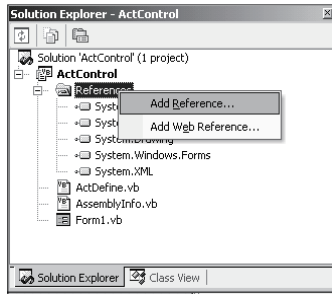 Solution Explorer - ActControl
Solution 'ActControl' (1 project)
ActControl
References
Add Reference...
Add Web Reference...
System.Drawing
System.Windows.Forms
System.XML
ActDefine.vb
AssemblyInfo.vb
Form1.vb
Solution Explorer
Class View